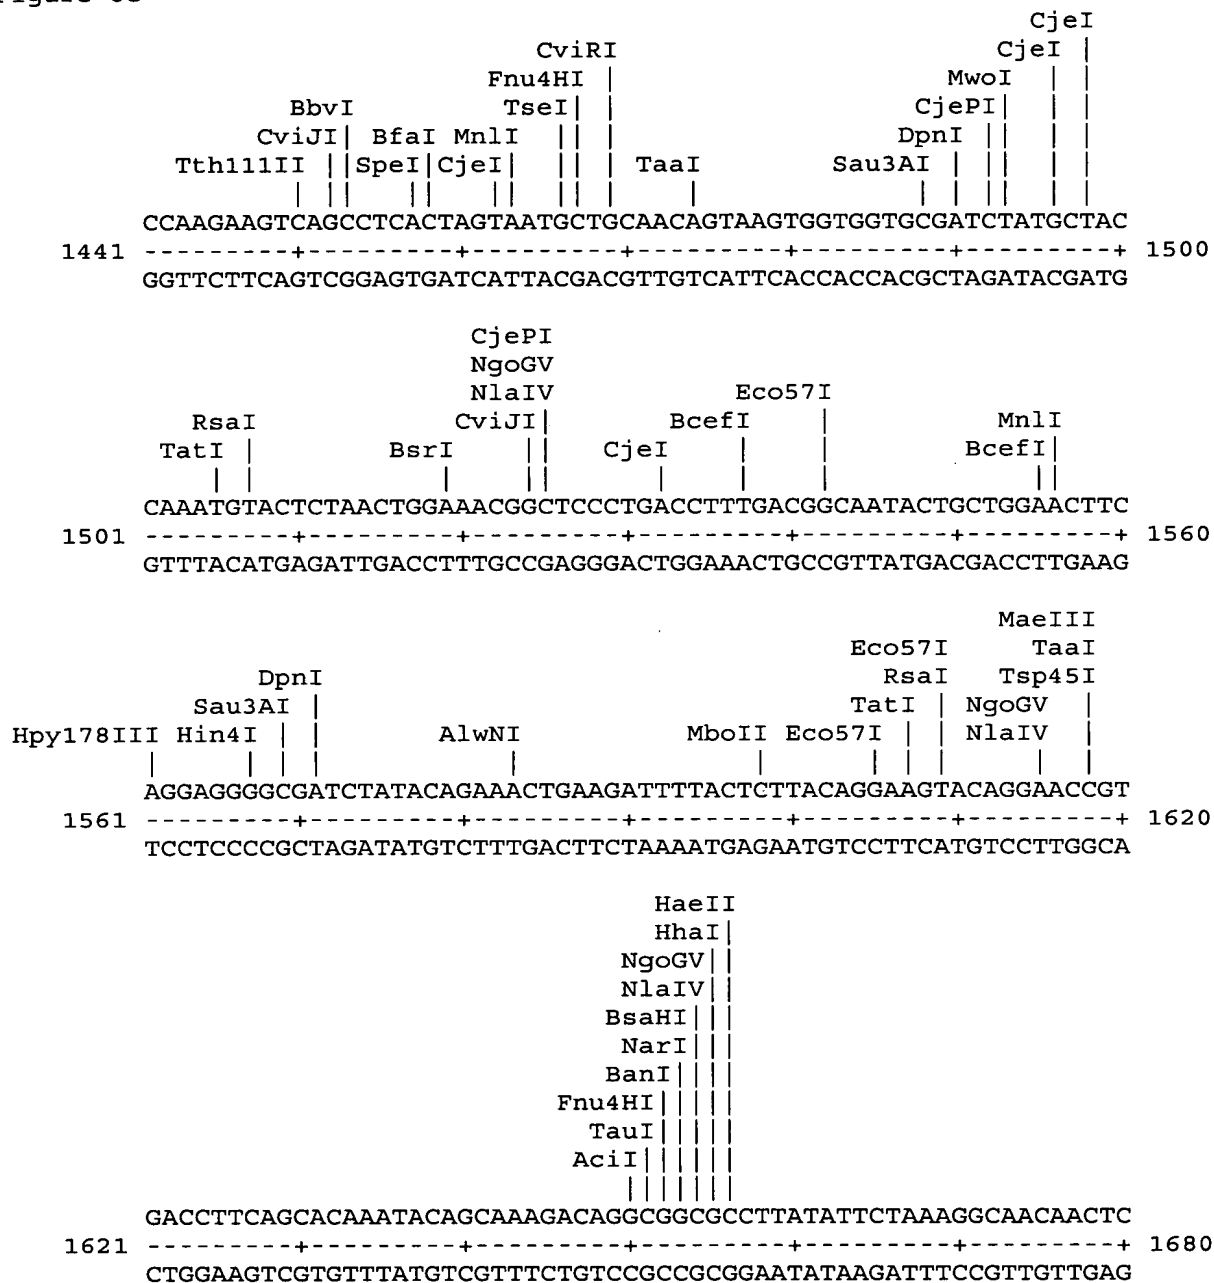 CjeI
CviRI CjeI
Fnu4HI MwoI
BbvI TseI CjePI
CviJI BfaI MnlI DpnI
Tth111II SpeI CjeI TaaI Sau3AI
CCAAGAAGTCAGCCTCACTAGTAATGCTGCAACAGTAAGTGGTGGTGCGATCTATGCTAC
1441 ---------+---------+---------+---------+---------+---------+ 1500
GGTTCTTCAGTCGGAGTGATCATTACGACGTTGTCATTCACCACCACGCTAGATACGATG
CjePI
NgoGV
NlaIV Eco57I
RsaI CviJI BcefI MnlI
TatI BsrI CjeI BcefI
CAAATGTACTCTAACTGGAAACGGCTCCCTGACCTTTGACGGCAATACTGCTGGAACTTC
1501 ---------+---------+---------+---------+---------+---------+ 1560
GTTTACATGAGATTGACCTTTGCCGAGGGACTGGAAACTGCCGTTATGACGACCTTGAAG
MaeIII
Eco57I TaaI
DpnI RsaI Tsp45I
Sau3AI TatI NgoGV
Hpy178III Hin4I AlwNI MboII Eco57I NlaIV
AGGAGGGGCGATCTATACAGAAACTGAAGATTTTACTCTTACAGGAAGTACAGGAACCGT
1561 ---------+---------+---------+---------+---------+---------+ 1620
TCCTCCCCGCTAGATATGTCTTTGACTTCTAAAATGAGAATGTCCTTCATGTCCTTGGCA
HaeII
HhaI
NgoGV
NlaIV
BsaHI
NarI
BanI
Fnu4HI
TauI
AciI
GACCTTCAGCACAAATACAGCAAAGACAGGCGGCGCCTTATATTCTAAAGGCAACAACTC
1621 ---------+---------+---------+---------+---------+---------+ 1680
CTGGAAGTCGTGTTTATGTCGTTTCTGTCCGCCGCGGAATATAAGATTTCCGTTGTTGAG